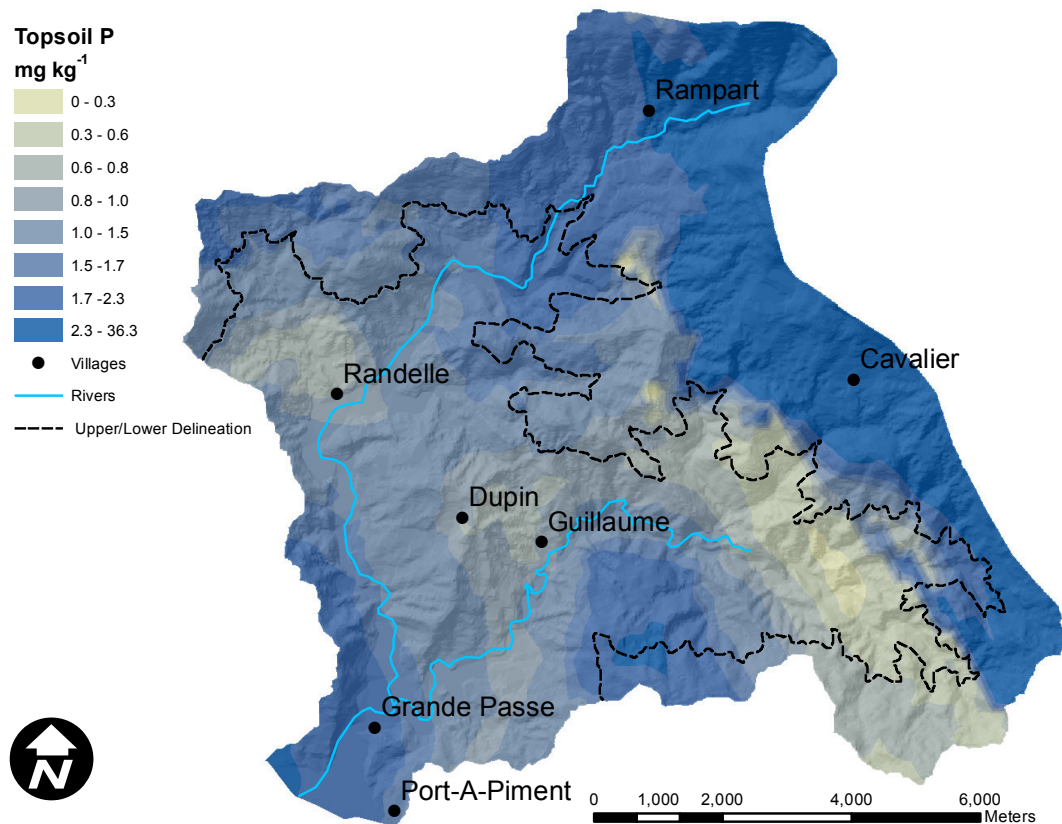 Topsoil P
mg kg-1
0 - 0.3
0.3 - 0.6
0.6 - 0.8
0.8 - 1.0
1.0 - 1.5
1.5 -1.7
1.7 -2.3
2.3 - 36.3
Villages
Rivers
Upper/Lower Delineation
Rampart
Cavalier
Randelle
Dupin
Guillaume
Grande Passe
Port-A-Piment
N
0 1,000 2,000 4,000 6,000
Meters